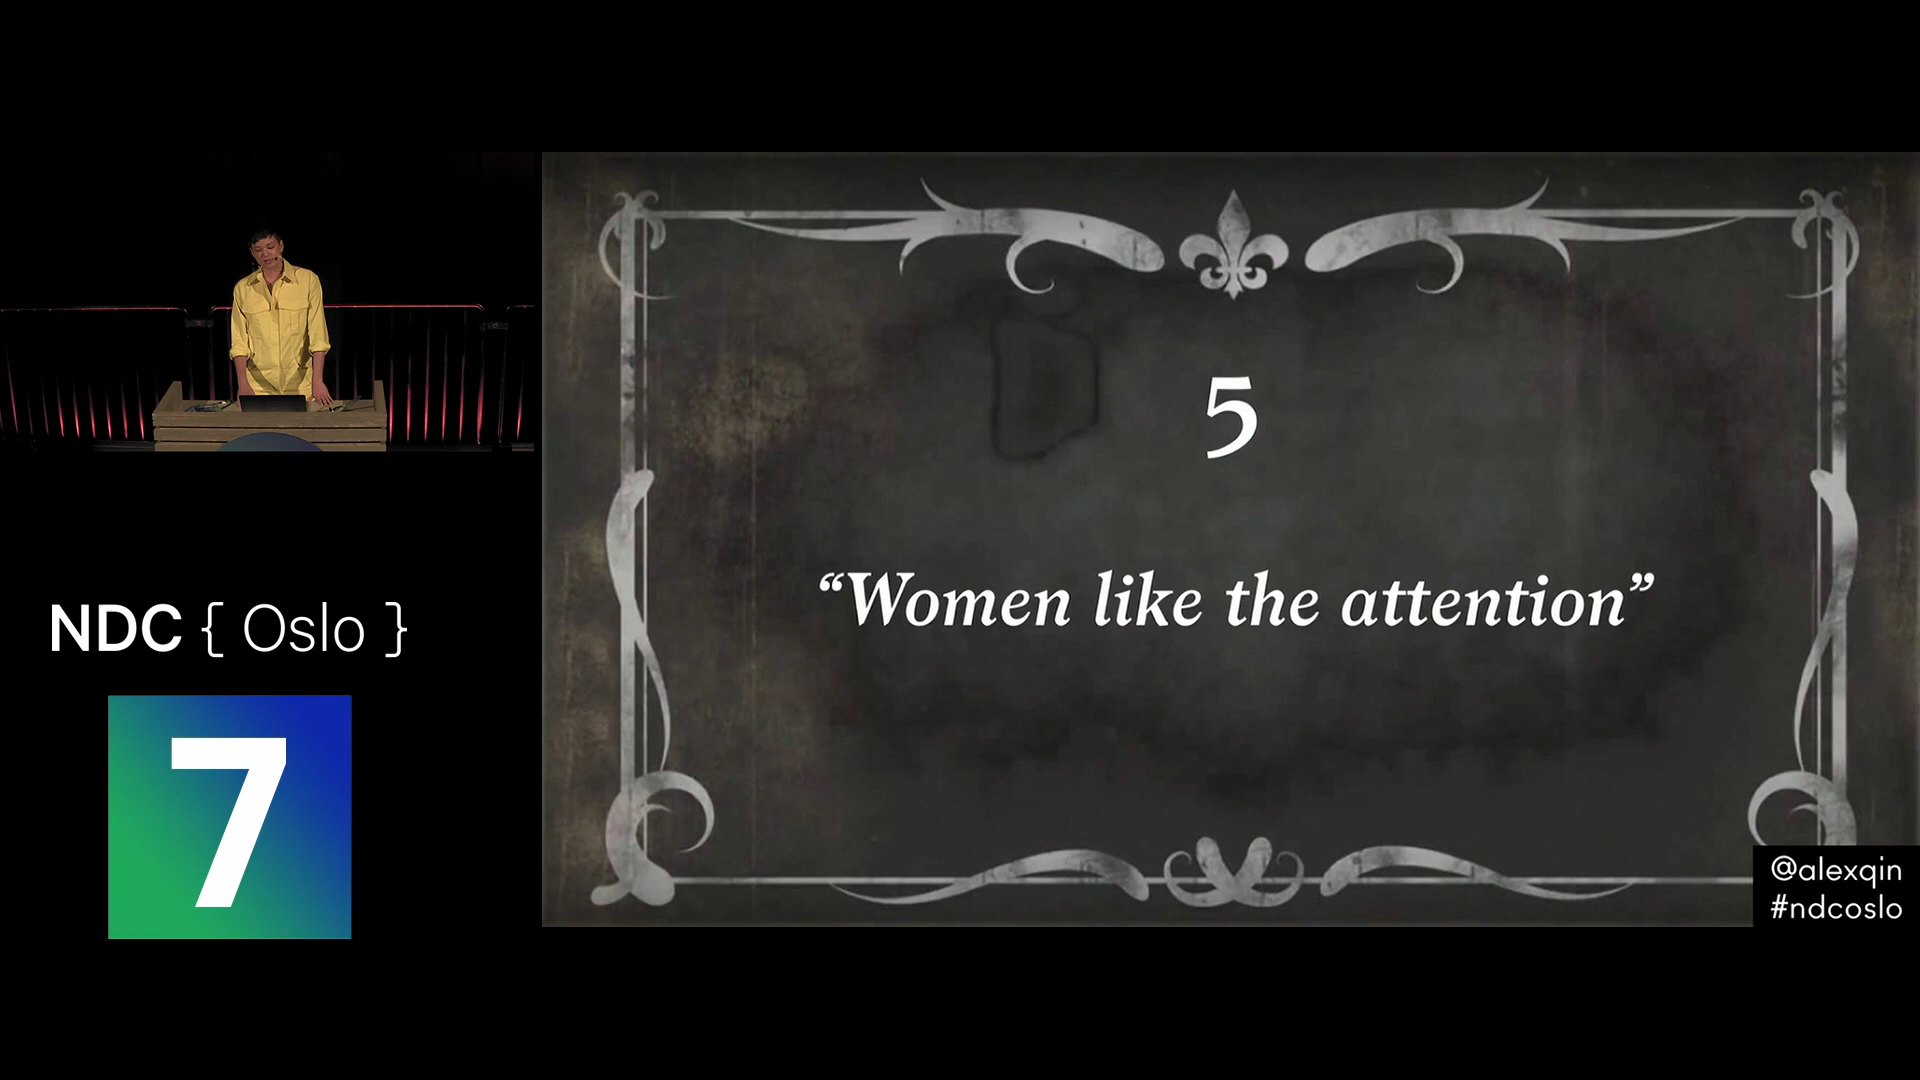 NDC { Oslo }
7
5
“Women like the attention”
@alexqin
#ndcoslo